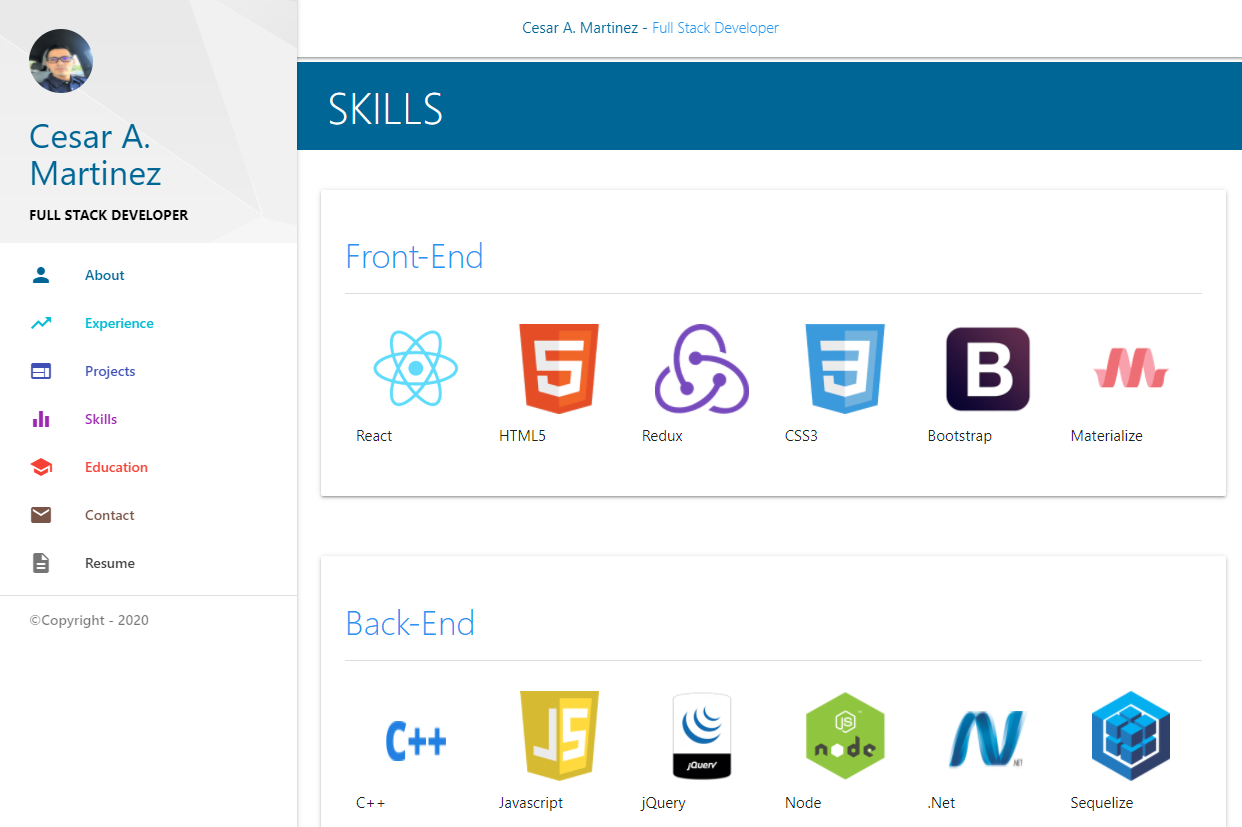 Cesar A.
Martinez
FULL STACK DEVELOPER
About
Experience
Projects
Skills
Education
Contact
Resume
©Copyright - 2020
Cesar A. Martinez - Full Stack Developer
SKILLS
Front-End
5
3
B
React
HTML5
Redux
CSS3
Bootstrap
Materialize
Back-End
C++
JS
jQuery
JS
node
.NET
C++
Javascript
jQuery
Node
.Net
Sequelize